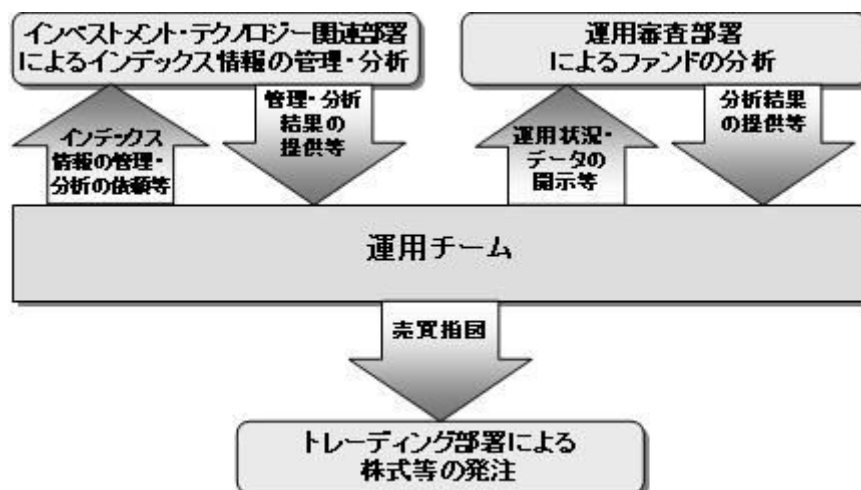 インベストメント・テクノロジー関連部署
によるインデックス情報の管理・分析
運用審査部署
によるファンドの分析
インデックス
情報の管理・
分析の依頼等
管理・分析
結果の
提供等
運用状況・
データの
開示等
分析結果
の提供等
運用チーム
売買指図
トレーディング部署による
株式等の発注